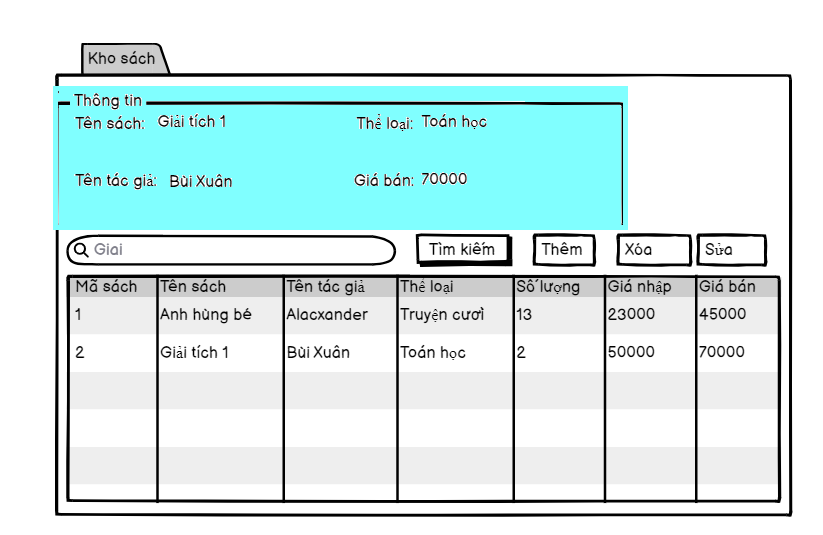 Kho sách
Thông tin
Tên sách: Giải tích 1 Thể loại: Toán học
Tên tác giả: Bùi Xuân Giá bán: 70000
Giai Tìm kiếm Thêm Xóa Sửa
Mã sách Tên sách Tên tác giả Thể loại Số lượng Giá nhập Giá bán
1 Anh hùng bé Alacxander Truyện cươì 13 23000 45000
2 Giải tích 1 Bùi Xuân Toán học 2 50000 70000